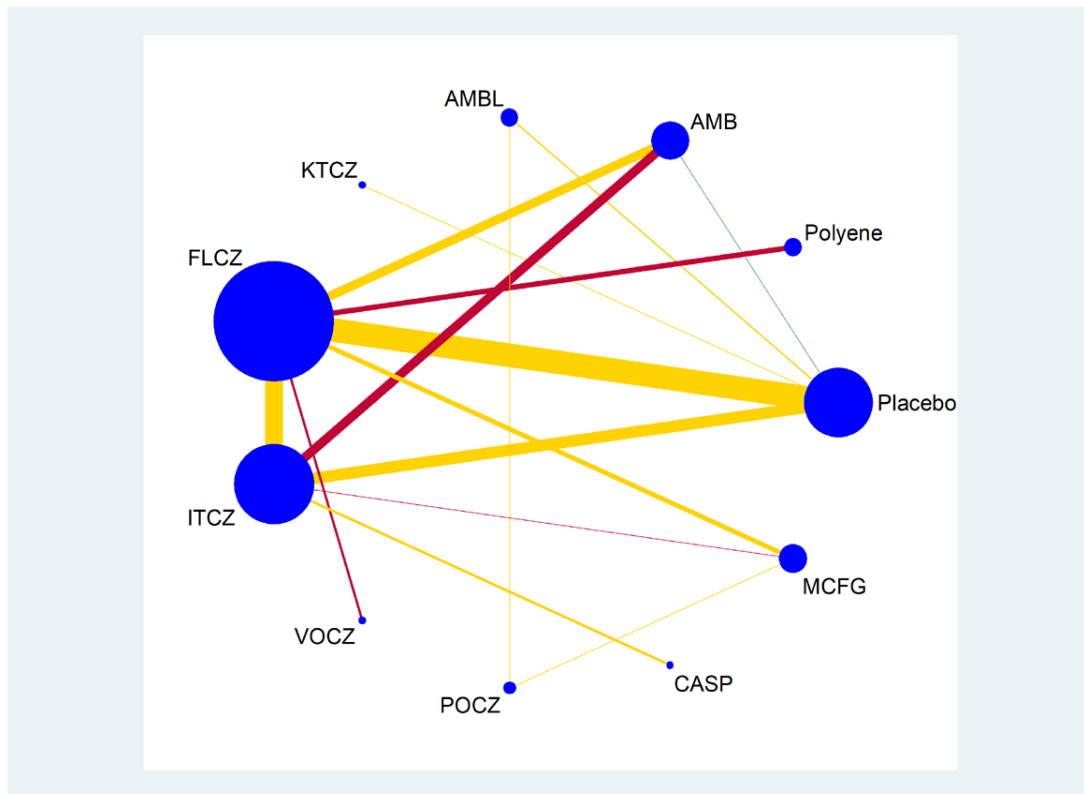 AMBL
AMB
KTCZ
Polyene
FLCZ
Placebo
ITCZ
MCFG
VOCZ
CASP
POCZ